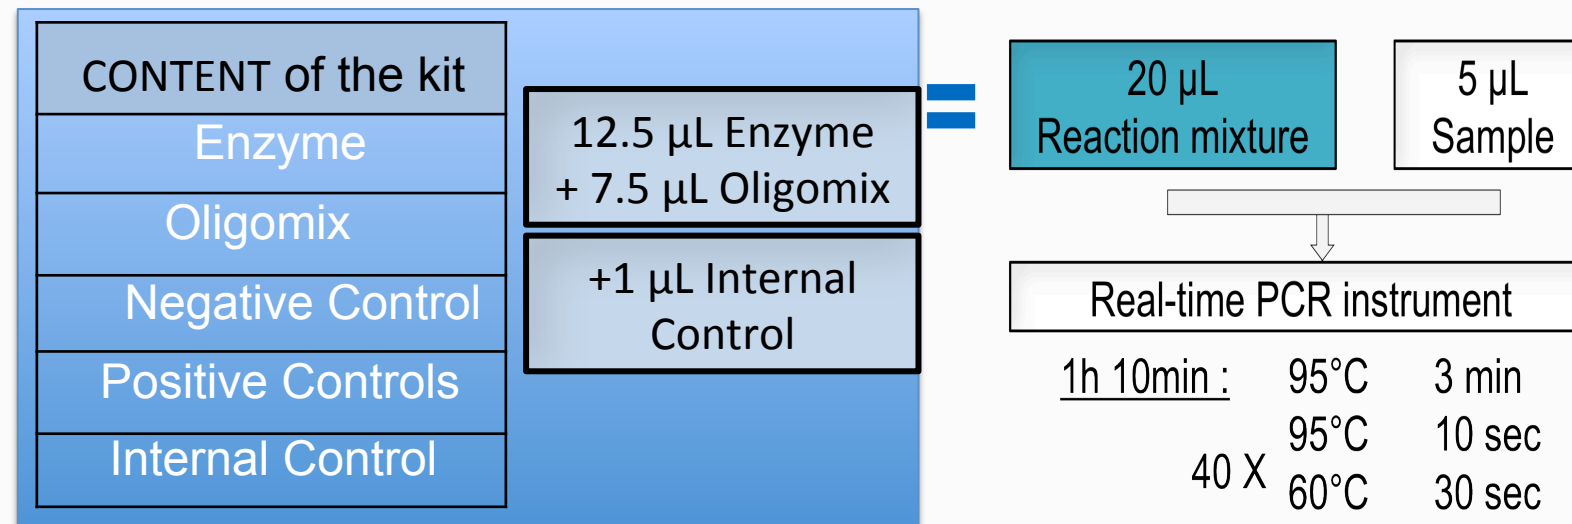 CONTENT of the kit
Enzyme
Oligomix
Negative Control
Positive Controls
Internal Control
12.5 µL Enzyme
+ 7.5 µL Oligomix
+1 µL Internal
Control
=
20 µL
Reaction mixture
5 µL
Sample
Real-time PCR instrument
1h 10min : 95°C 3 min
95°C 10 sec
40 X
60°C 30 sec